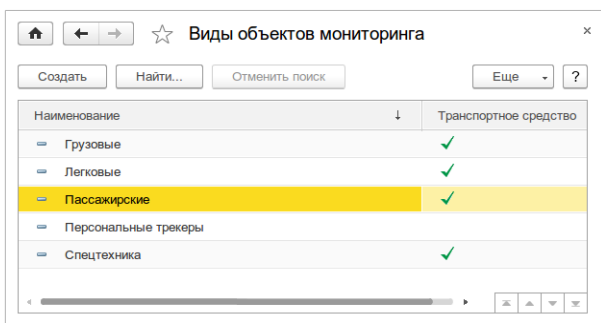 Виды объектов мониторинга
Создать Найти... Отменить поиск Еще ?
Наименование ↓ Транспортное средство
Грузовые
Легковые
Пассажирские
Персональные трекеры
Спецтехника